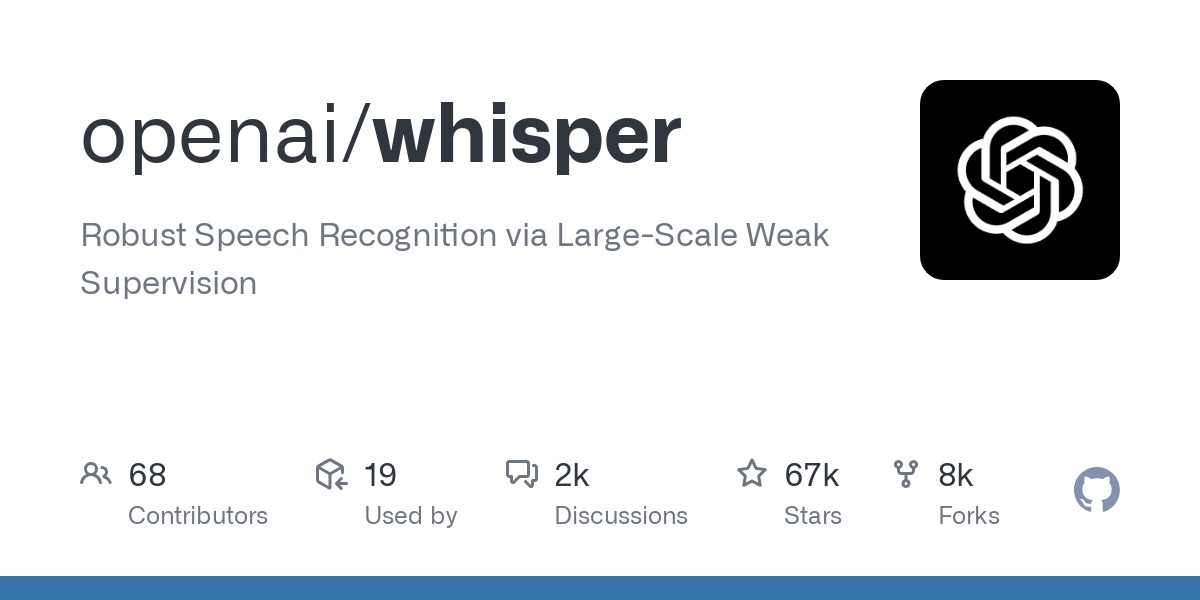 openai/whisper
Robust Speech Recognition via Large-Scale Weak
Supervision
68 19 2k 67k 8k
Contributors Used by Discussions Stars Forks